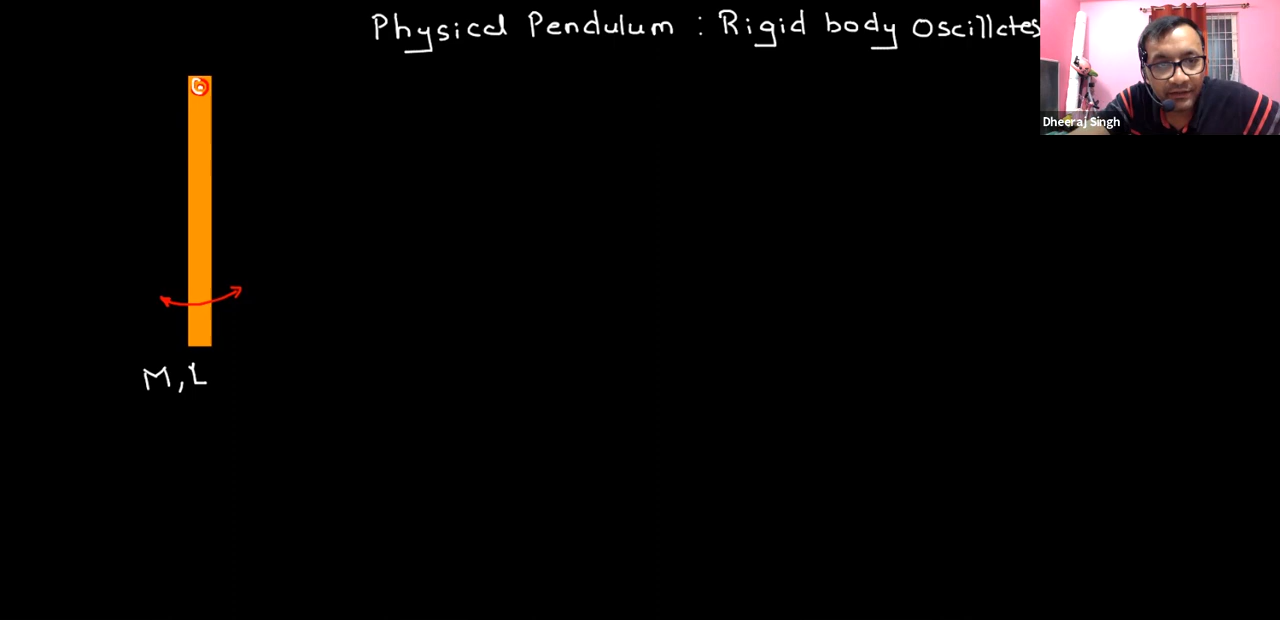 Physical Pendulum : Rigid body Oscillates
Dheeraj Singh
M, L